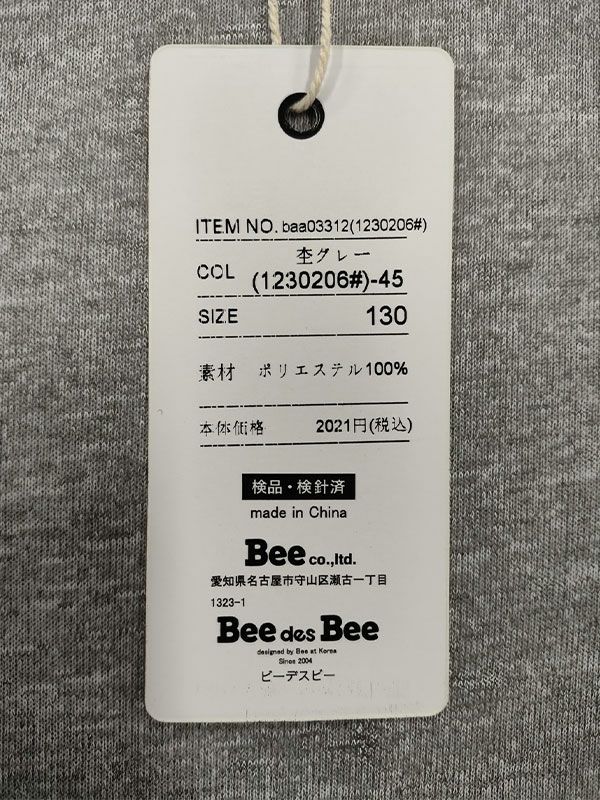 ITEM NO. baa03312(1230206#)
杢グレー
COL (1230206#)-45
SIZE 130
素材 ポリエステル100%
本体価格 2021円(税込)
検品・検針済
made in China
Bee co.,ltd.
愛知県名古屋市守山区瀬古一丁目
1323-1
Bee des Bee
designed by Bee at Korea
Since 2004
ビーデスビー